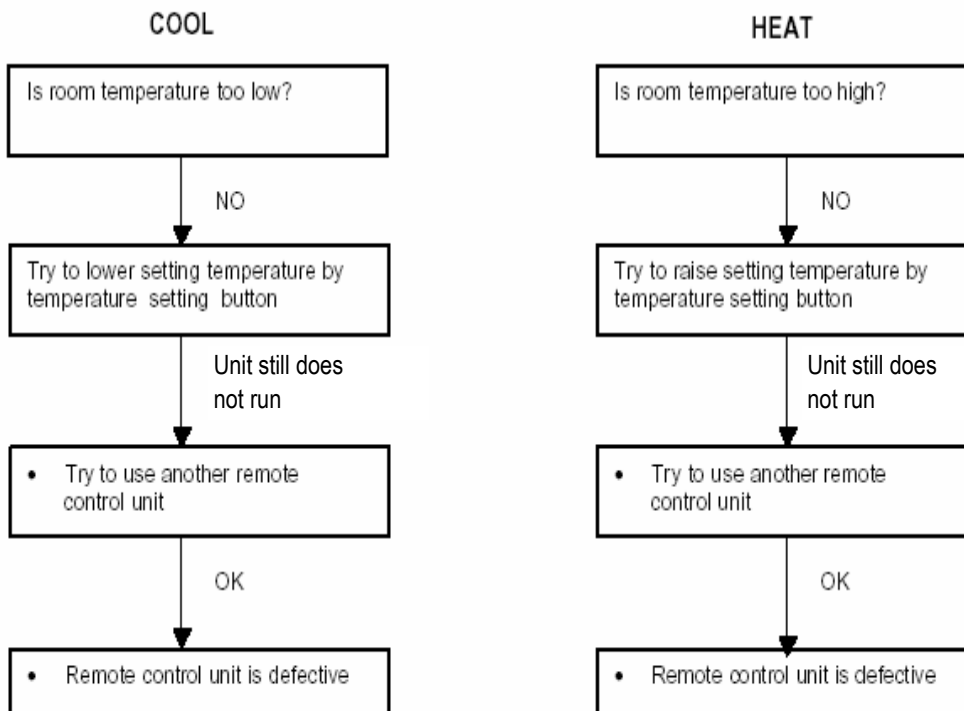 COOL
Is room temperature too low?
NO
Try to lower setting temperature by
temperature setting button
Unit still does
not run
• Try to use another remote
control unit
OK
• Remote control unit is defective
HEAT
Is room temperature too high?
NO
Try to raise setting temperature by
temperature setting button
Unit still does
not run
• Try to use another remote
control unit
OK
• Remote control unit is defective